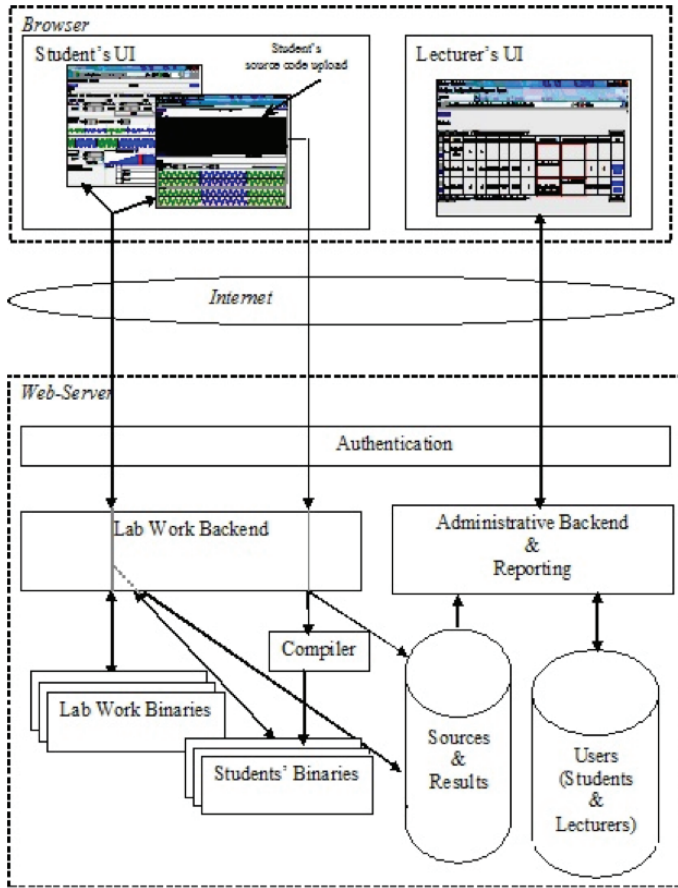 Browser
Student's UI
Student's
source code upload
Lecturer's UI
Internet
Web-Server
Authentication
Lab Work Backend
Administrative Backend
&
Reporting
Compiler
Lab Work Binaries
Students' Binaries
Sources
&
Results
Users
(Students
&
Lecturers)